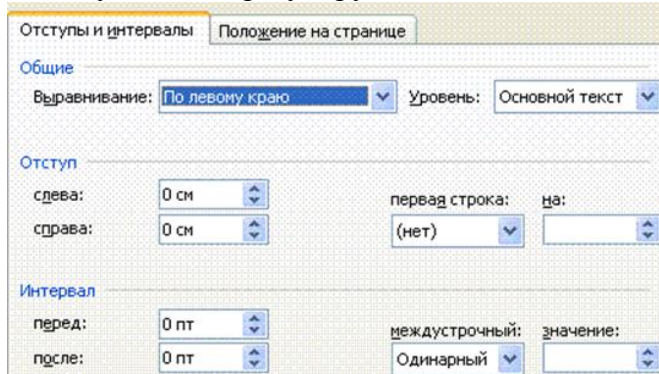 Отступы и интервалы Положение на странице
Общие
Выравнивание: По левому краю Уровень: Основной текст
Отступ
слева: 0 см первая строка: на:
справа: 0 см (нет)
Интервал
перед: 0 пт междустрочный: значение:
после: 0 пт Одинарный